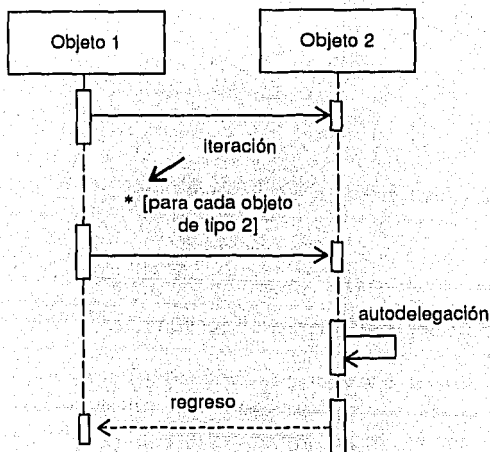 Objeto 1
Objeto 2
iteración
* [para cada objeto
de tipo 2]
autodelegación
regreso